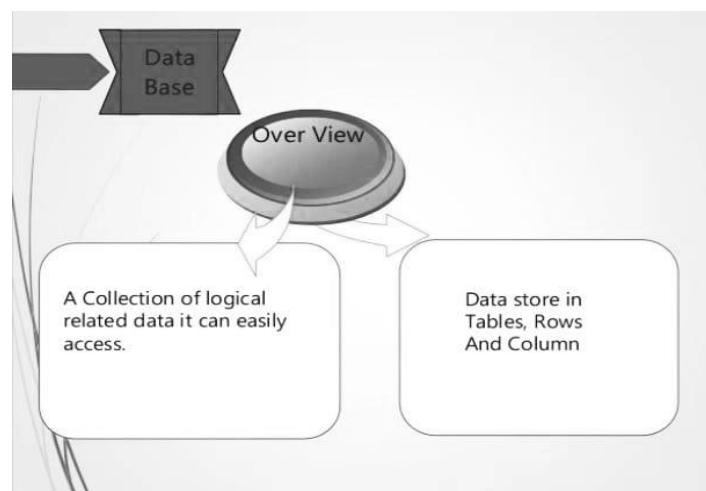 Data
Base
Over View
A Collection of logical
related data it can easily
access.
Data store in
Tables, Rows
And Column